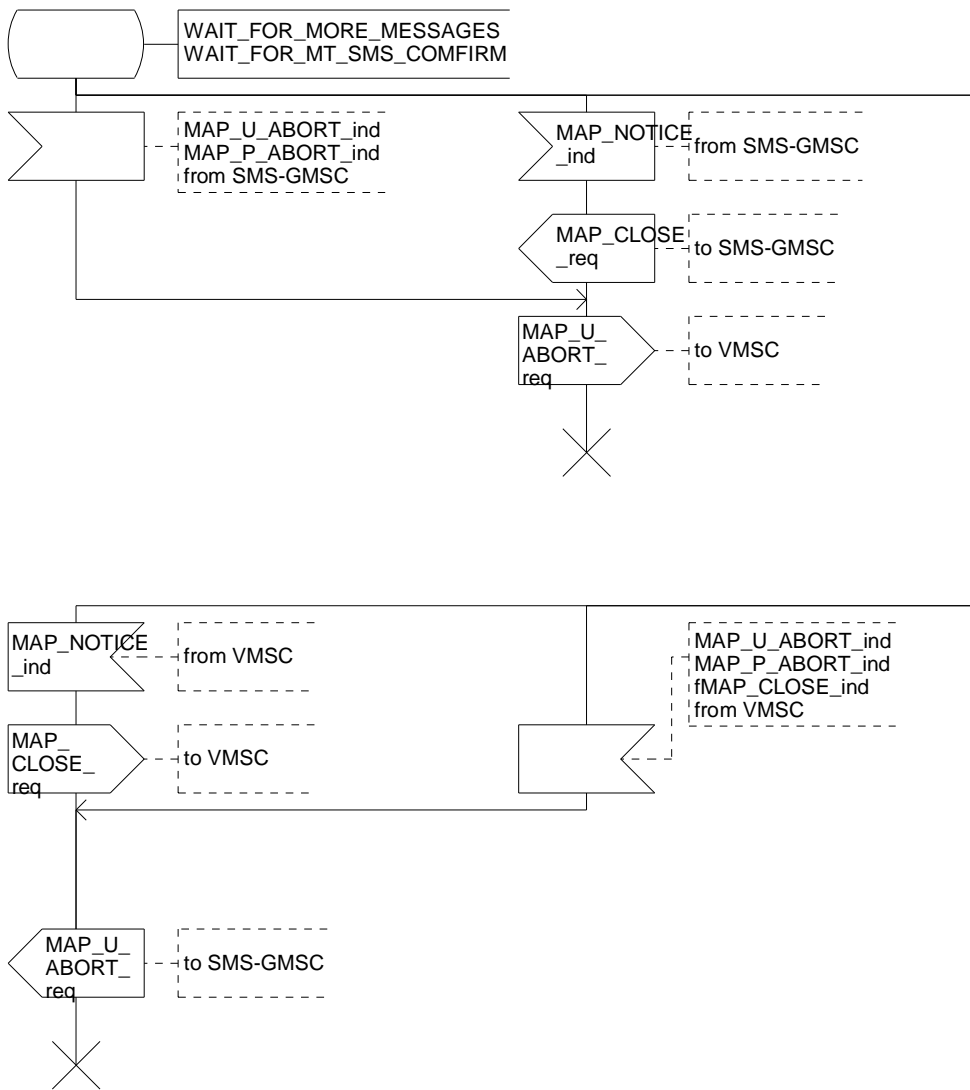 WAIT_FOR_MORE_MESSAGES
WAIT_FOR_MT_SMS_COMFIRM
MAP_U_ABORT_ind
MAP_P_ABORT_ind
from SMS-GMSC
MAP_NOTICE
_ind
from SMS-GMSC
MAP_CLOSE
_req
to SMS-GMSC
MAP_U_
ABORT_
req
to VMSC
MAP_NOTICE
_ind
from VMSC
MAP_U_ABORT_ind
MAP_P_ABORT_ind
fMAP_CLOSE_ind
from VMSC
MAP_
CLOSE_
req
to VMSC
MAP_U_
ABORT_
req
to SMS-GMSC